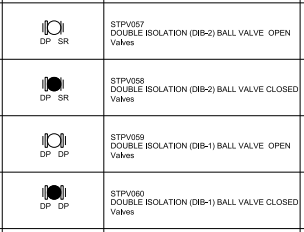 STPV057
DOUBLE ISOLATION (DIB-2) BALL VALVE OPEN
Valves
DP SR
STPV058
DOUBLE ISOLATION (DIB-2) BALL VALVE CLOSED
Valves
DP SR
STPV059
DOUBLE ISOLATION (DIB-1) BALL VALVE OPEN
Valves
DP DP
STPV060
DOUBLE ISOLATION (DIB-1) BALL VALVE CLOSED
Valves
DP DP